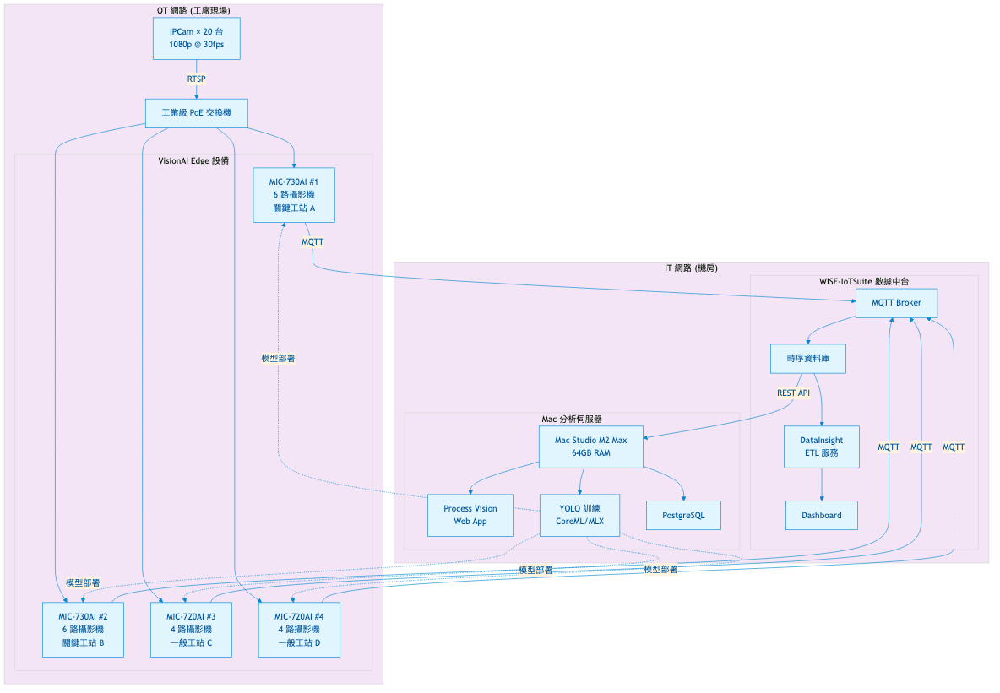 OT 網路 (工廠現場)
IPCam × 20 台
1080p @ 30fps
RTSP
工業級 PoE 交換機
VisionAI Edge 設備
MIC-730AI #1
6 路攝影機
關鍵工站 A
MQTT
模型部署
IT 網路 (機房)
WISE-IoTSuite 數據中台
MQTT Broker
時序資料庫
REST API
Mac 分析伺服器
Mac Studio M2 Max
64GB RAM
DataInsight
ETL 服務
MQTT
MQTT
MQTT
Process Vision
Web App
YOLO 訓練
CoreML/MLX
PostgreSQL
Dashboard
模型部署
模型部署
模型部署
MIC-730AI #2
6 路攝影機
關鍵工站 B
MIC-720AI #3
4 路攝影機
一般工站 C
MIC-720AI #4
4 路攝影機
一般工站 D